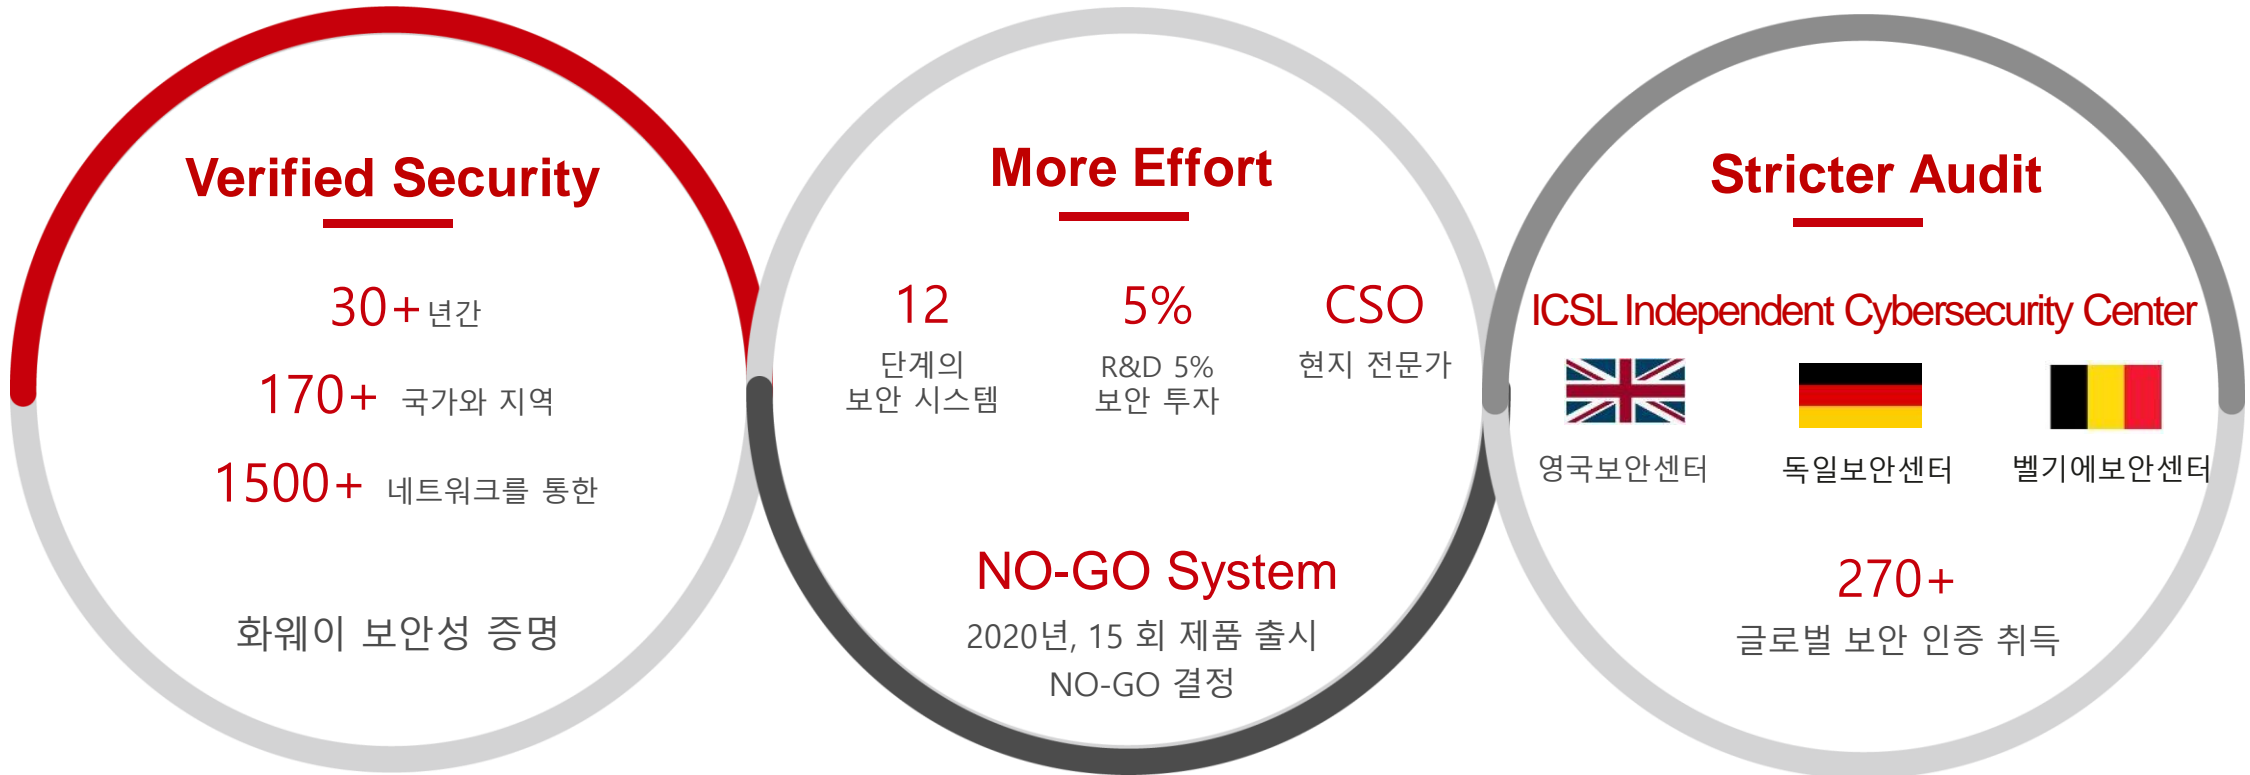 Verified Security
30+년간
170+ 국가와 지역
1500+ 네트워크를 통한
화웨이 보안성 증명
More Effort
12
단계의
보안 시스템
5%
R&D 5%
보안 투자
CSO
현지 전문가
NO-GO System
2020년, 15 회 제품 출시
NO-GO 결정
Stricter Audit
ICSL Independent Cybersecurity Center
영국보안센터
독일보안센터
벨기에보안센터
270+
글로벌 보안 인증 취득